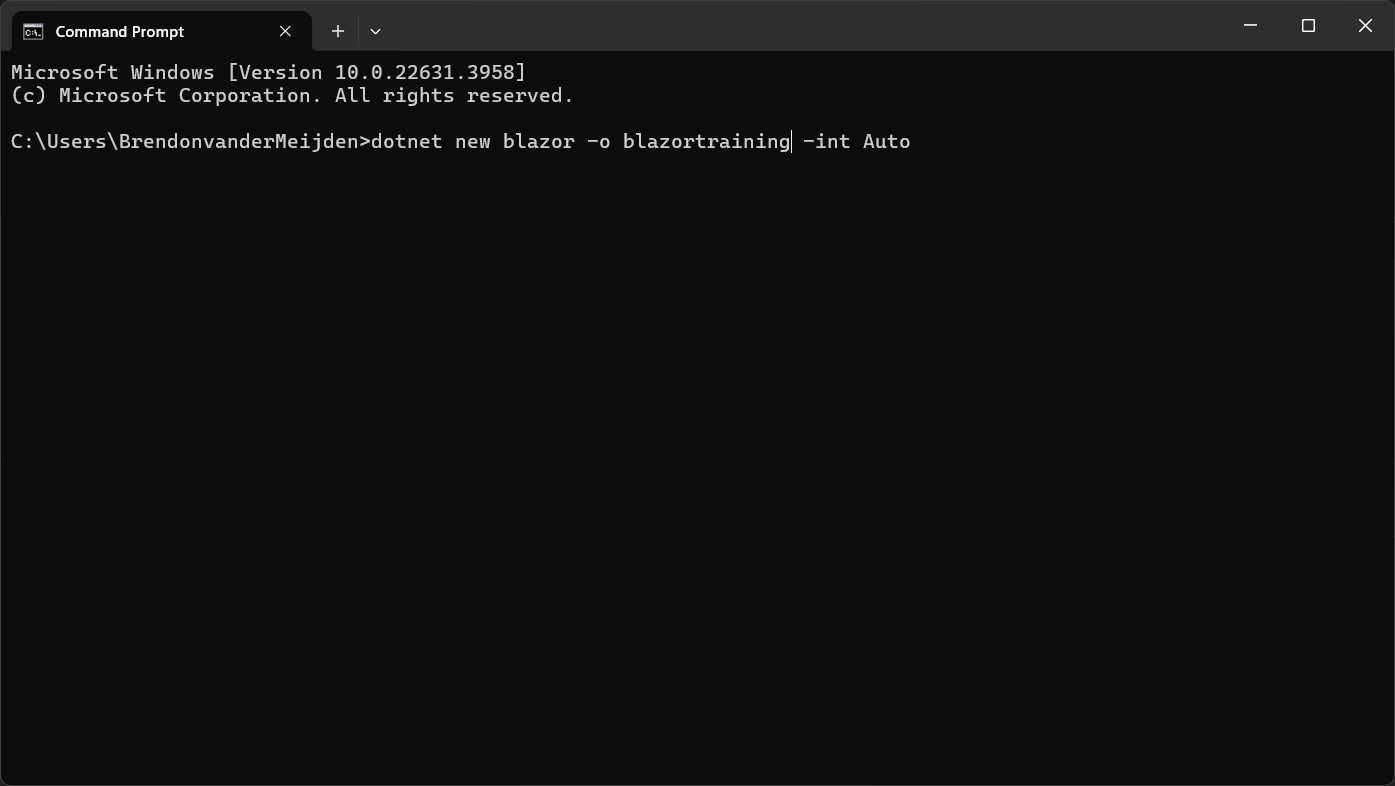 Command Prompt
Microsoft Windows [Version 10.0.22631.3958]
(c) Microsoft Corporation. All rights reserved.
C:\Users\BrendonvanderMeijden>dotnet new blazor -o blazortraining -int Auto